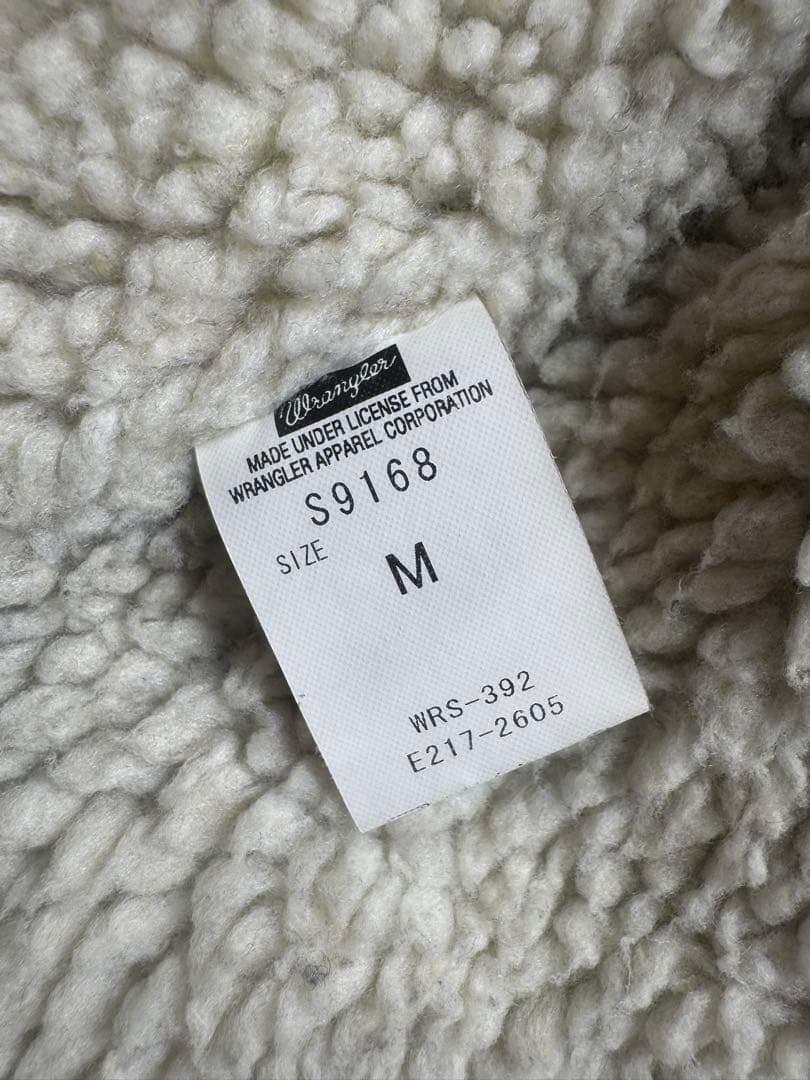 Wrangler
MADE UNDER LICENSE FROM
WRANGLER APPAREL CORPORATION
S9168
SIZE
M
WRS-392
E217-2605